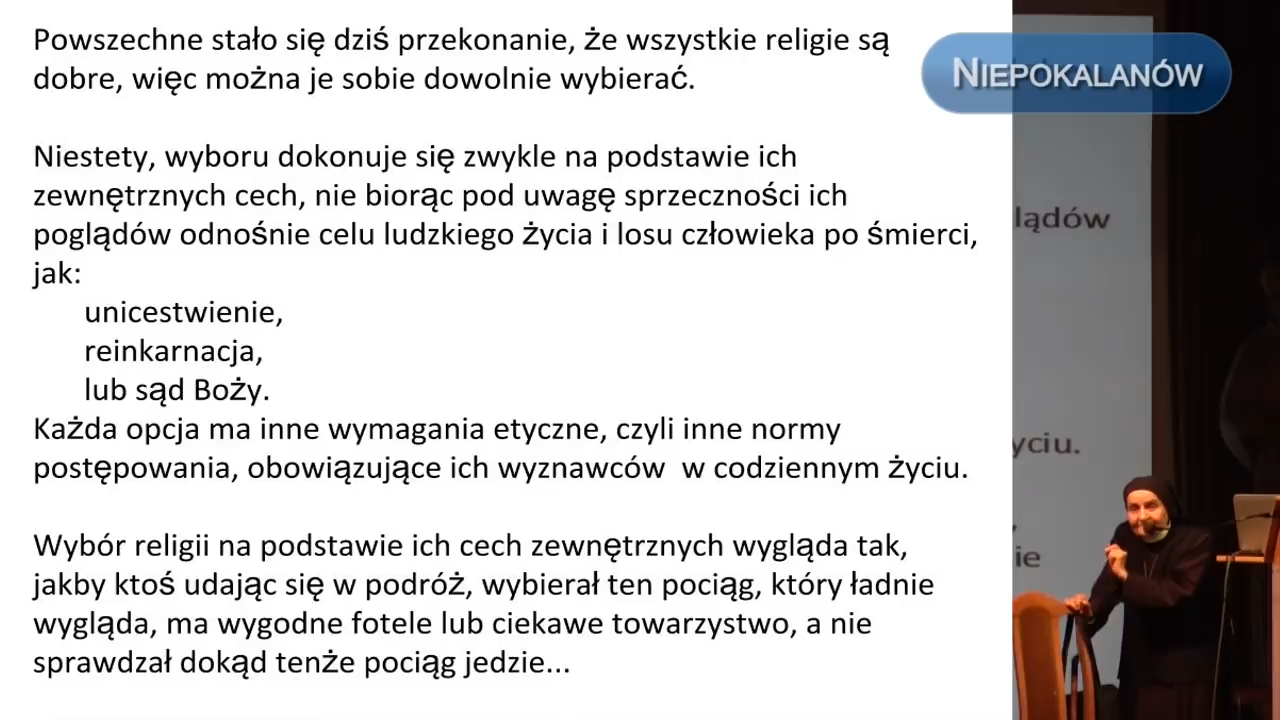 Powszechne stało się dziś przekonanie, że wszystkie religie są
dobre, więc można je sobie dowolnie wybierać.
NIEPOKALANÓW
Niestety, wyboru dokonuje się zwykle na podstawie ich
zewnętrznych cech, nie biorąc pod uwagę sprzeczności ich
poglądów odnośnie celu ludzkiego życia i losu człowieka po śmierci,
jak:
unicestwienie,
reinkarnacja,
lub sąd Boży.
Każda opcja ma inne wymagania etyczne, czyli inne normy
postępowania, obowiązujące ich wyznawców w codziennym życiu.
Wybór religii na podstawie ich cech zewnętrznych wygląda tak,
jakby ktoś udając się w podróż, wybierał ten pociąg, który ładnie
wygląda, ma wygodne fotele lub ciekawe towarzystwo, a nie
sprawdzał dokąd tenże pociąg jedzie...
lądów
yciu.
ie